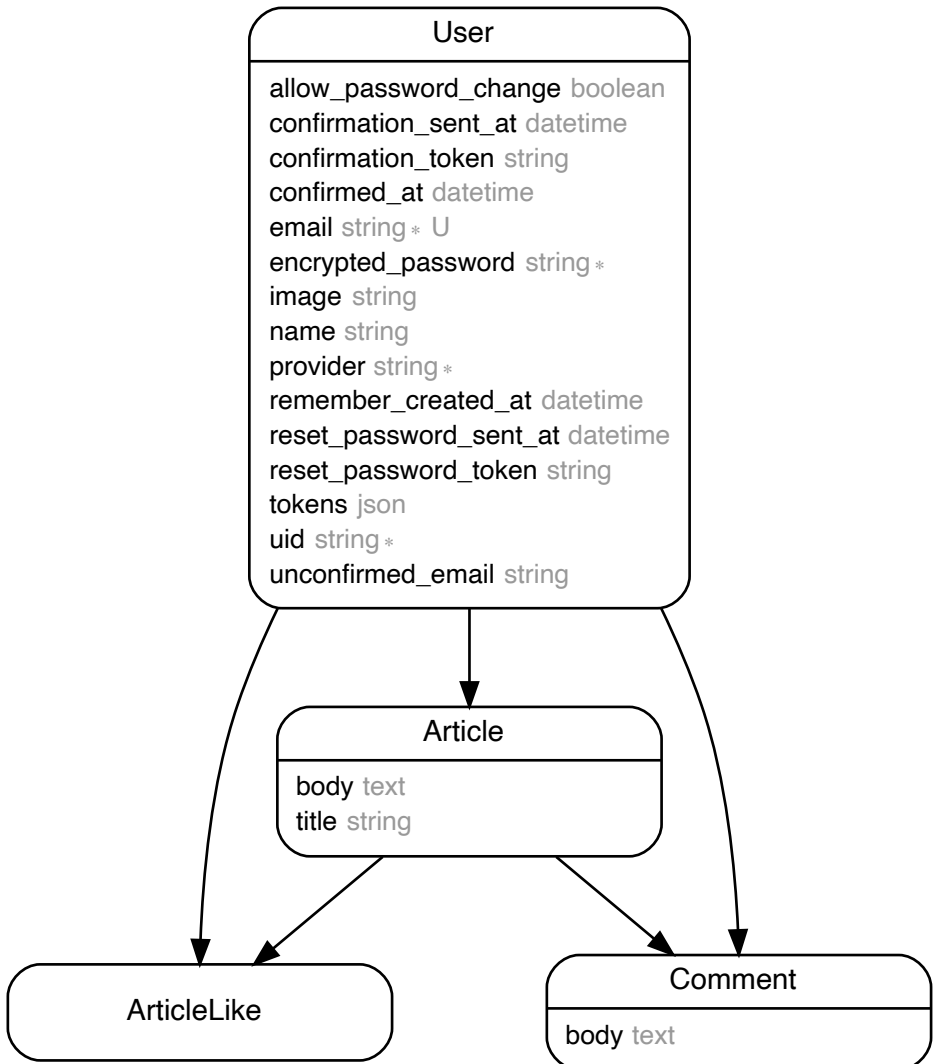 User
allow_password_change boolean
confirmation_sent_at datetime
confirmation_token string
confirmed_at datetime
email string * U
encrypted_password string *
image string
name string
provider string *
remember_created_at datetime
reset_password_sent_at datetime
reset_password_token string
tokens json
uid string *
unconfirmed_email string
Article
body text
title string
ArticleLike
Comment
body text